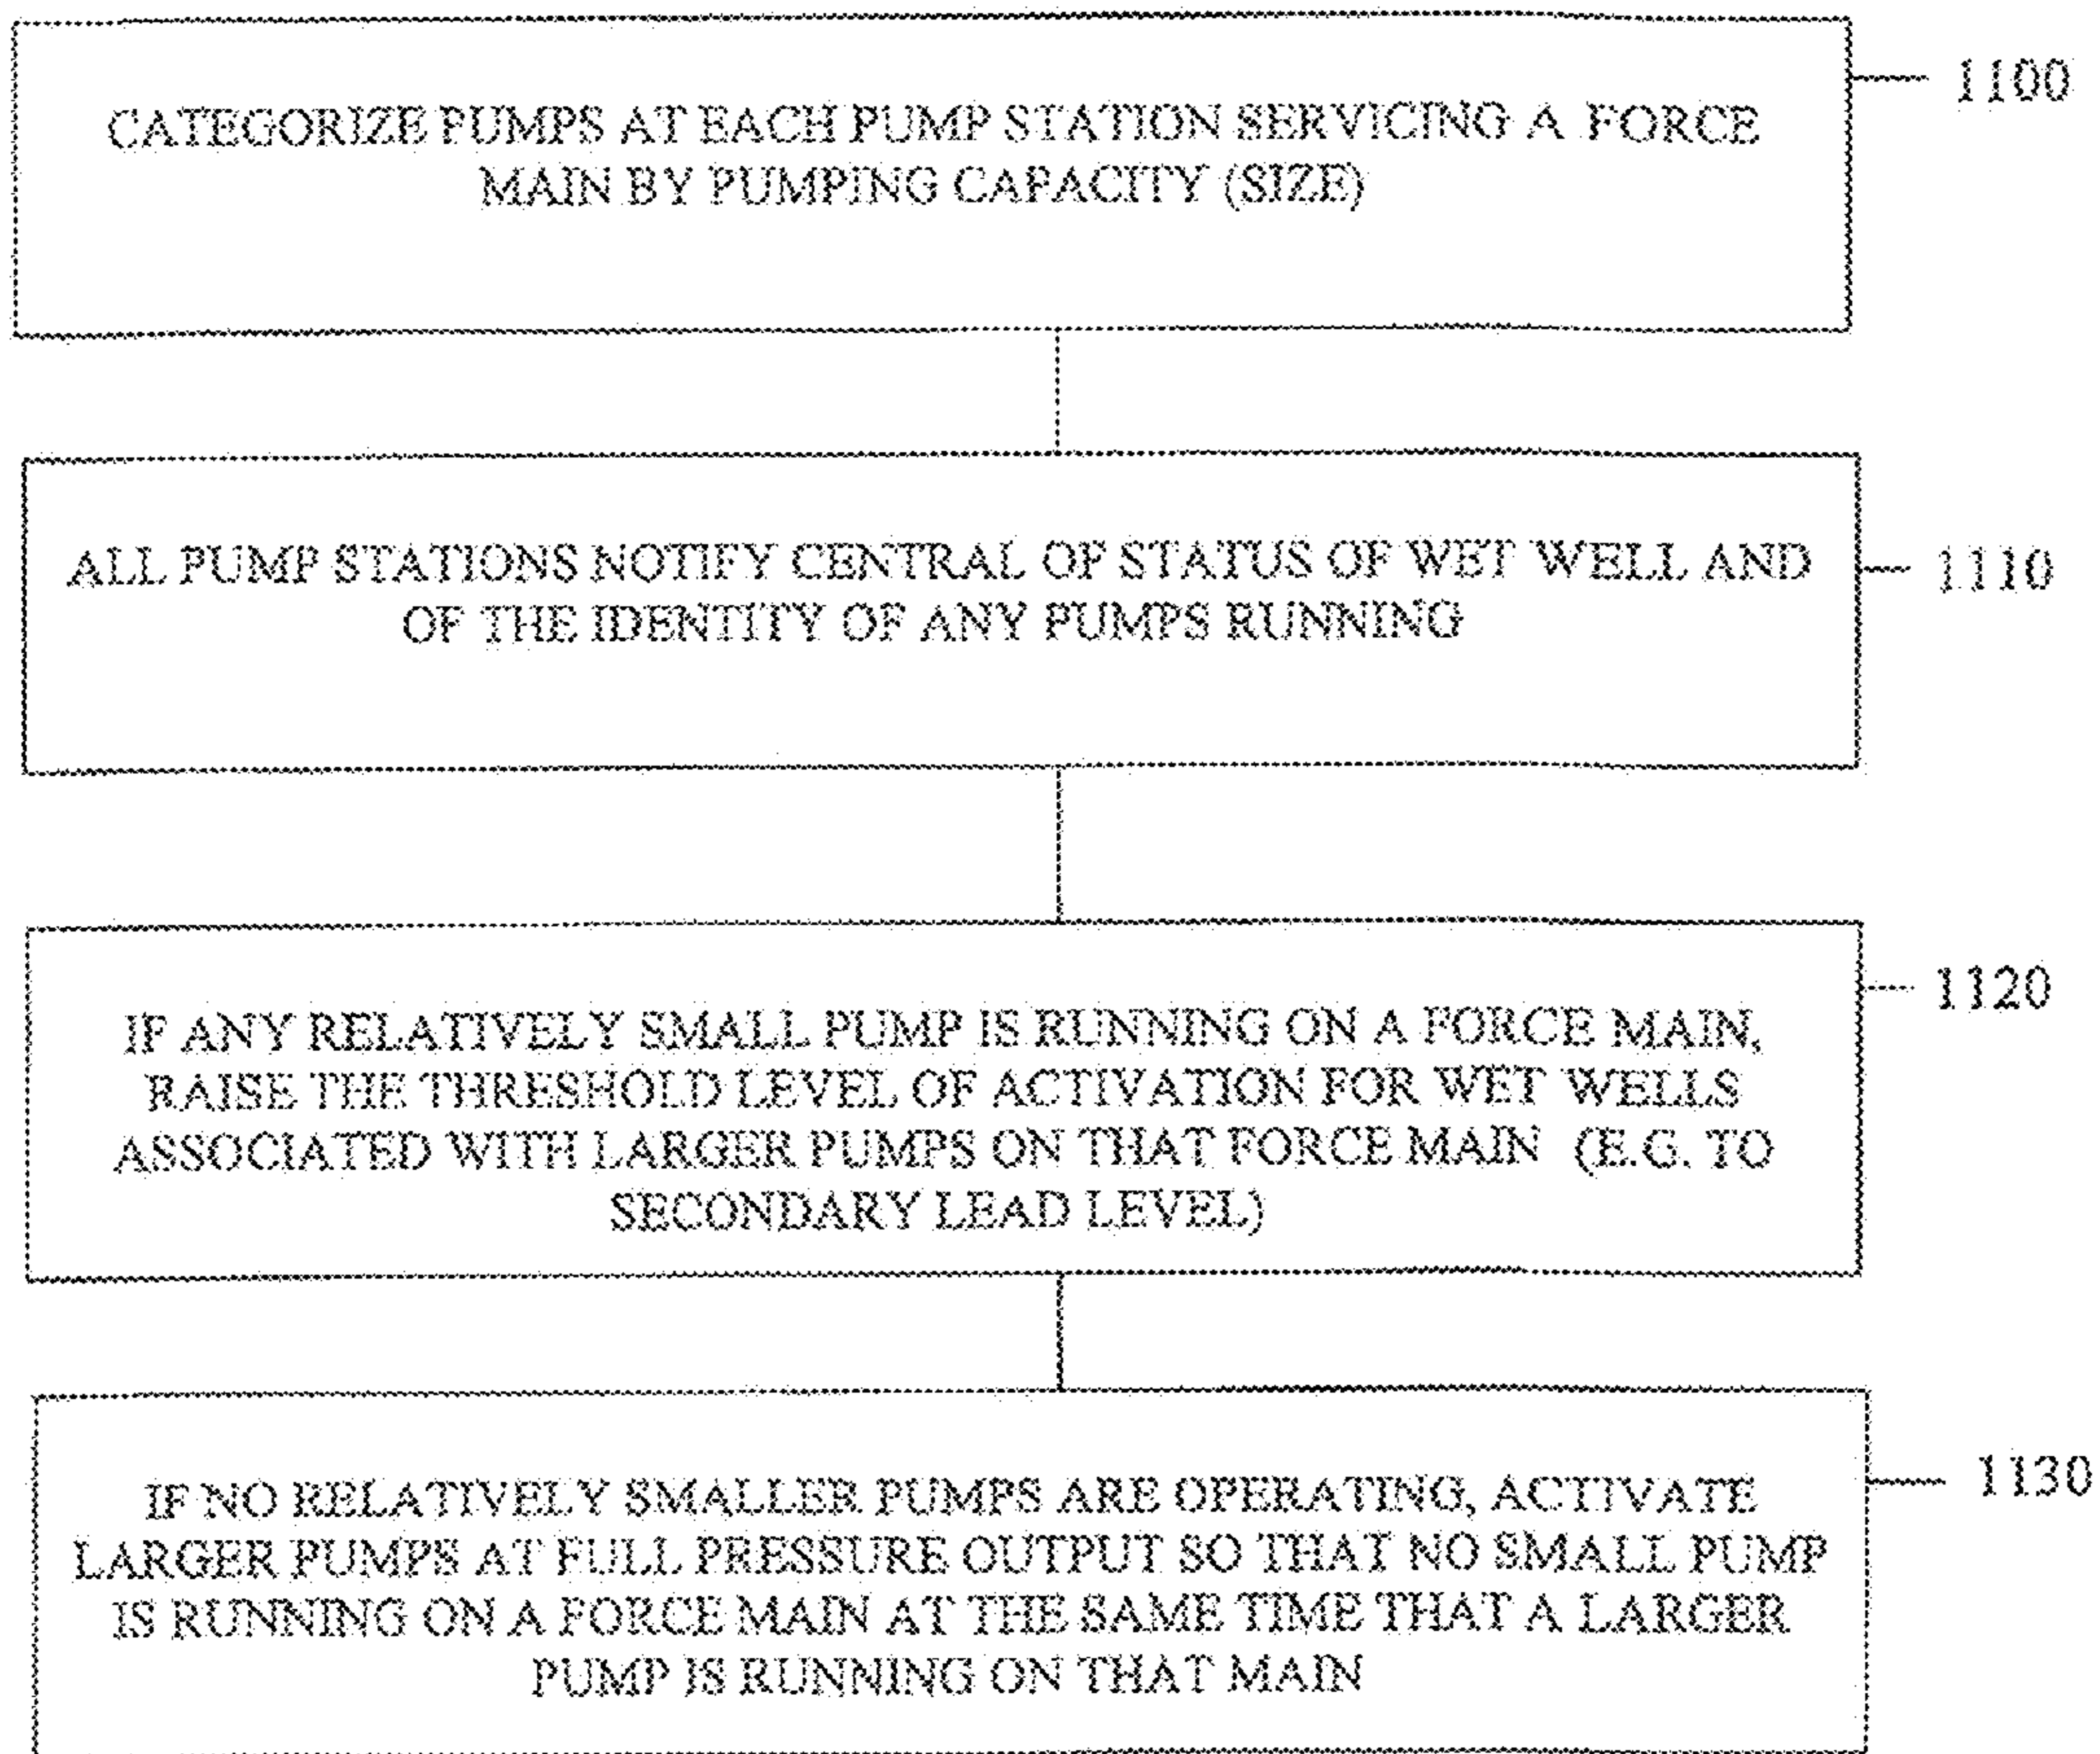 CATEGORIZE PUMPS AT EACH PUMP STATION SERVICING A FORCE
MAIN BY PUMPING CAPACITY (SIZE)
1100
ALL PUMP STATIONS NOTIFY CENTRAL OF STATUS OF WET WELL AND
OF THE IDENTITY OF ANY PUMPS RUNNING
1110
IF ANY RELATIVELY SMALL PUMP IS RUNNING ON A FORCE MAIN,
RAISE THE THRESHOLD LEVEL OF ACTIVATION FOR WET WELLS
ASSOCIATED WITH LARGER PUMPS ON THAT FORCE MAIN (E.G. TO
SECONDARY LEAD LEVEL)
1120
IF NO RELATIVELY SMALLER PUMPS ARE OPERATING, ACTIVATE
LARGER PUMPS AT FULL PRESSURE OUTPUT SO THAT NO SMALL PUMP
IS RUNNING ON A FORCE MAIN AT THE SAME TIME THAT A LARGER
PUMP IS RUNNING ON THAT MAIN
1130